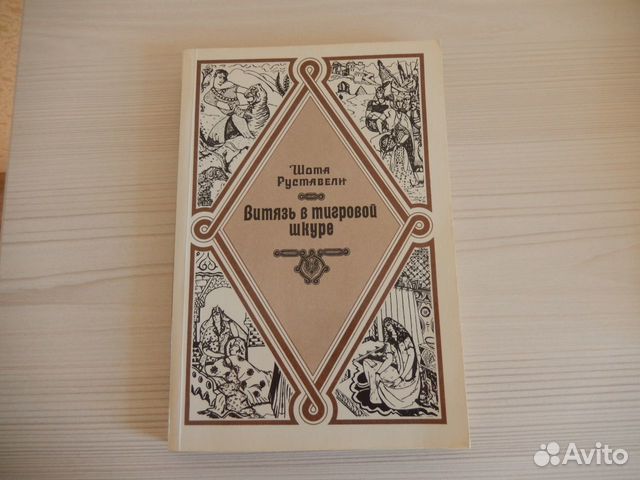 Шота
Руставели
Витязь в тигровой
шкуре
Avito